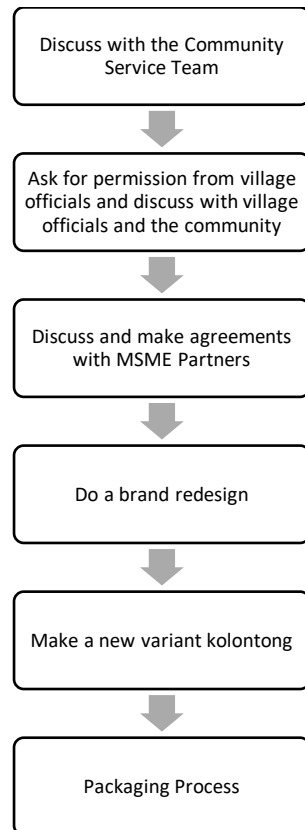 Discuss with the Community
Service Team
Ask for permission from village
officials and discuss with village
officials and the community
Discuss and make agreements
with MSME Partners
Do a brand redesign
Make a new variant kolontong
Packaging Process